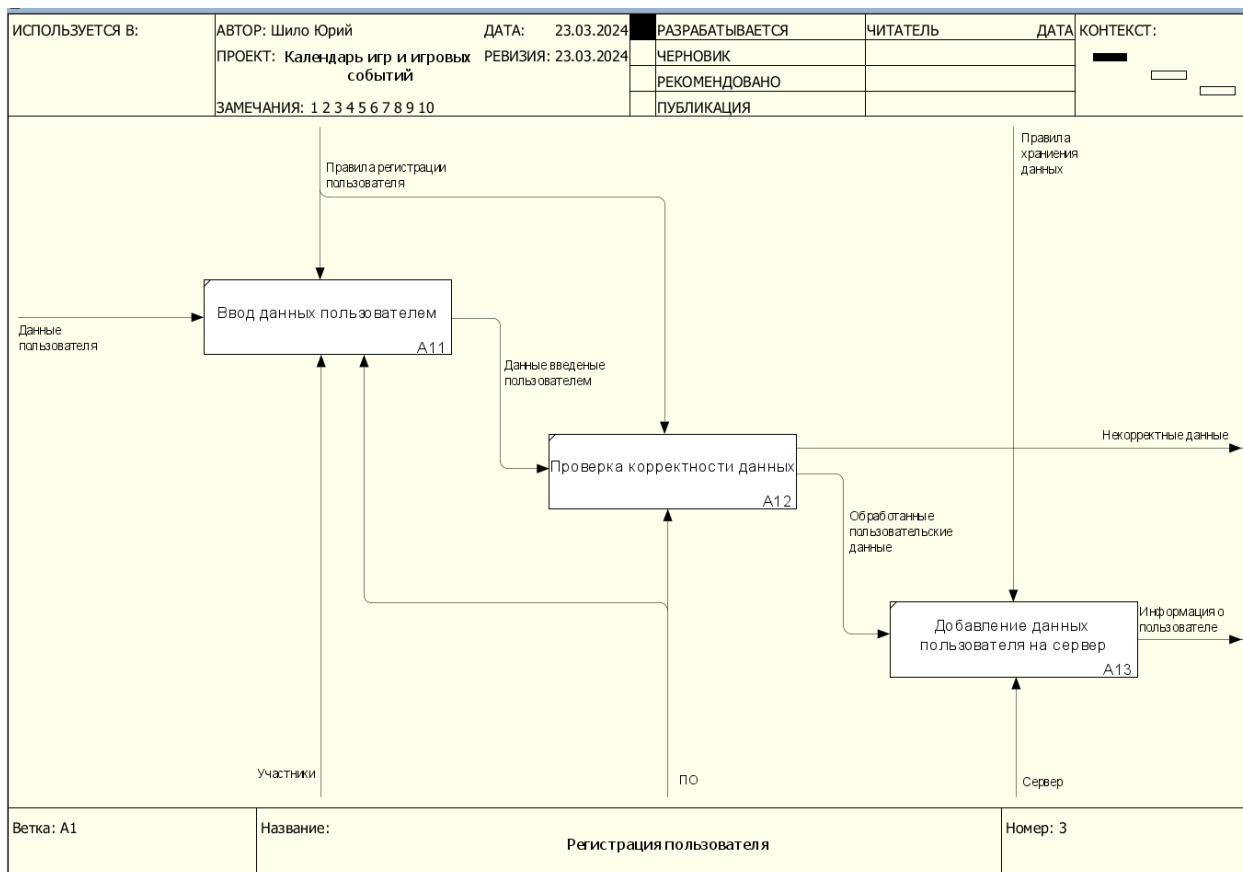 ИСПОЛЬЗУЕТСЯ В:
АВТОР: Шило Юрий
ДАТА: 23.03.2024
ПРОЕКТ: Календарь игр и игровых
событий
РЕВИЗИЯ: 23.03.2024
ЗАМЕЧАНИЯ: 1 2 3 4 5 6 7 8 9 10
РАЗРАБАТЫВАЕТСЯ
ЧЕРНОВИК
РЕКОМЕНДОВАНО
ПУБЛИКАЦИЯ
ЧИТАТЕЛЬ
ДАТА
КОНТЕКСТ:
Правила регистрации
пользователя
Правила
храниения
данных
Данные
пользователя
Ввод данных пользователем
A11
Данные введеные
пользователем
Проверка корректности данных
A12
Некорректные данные
Обработанные
пользовательские
данные
Добавление данных
пользователя на сервер
A13
Информация о
пользователе
Участники
ПО
Сервер
Ветка: A1
Название:
Регистрация пользователя
Номер: 3